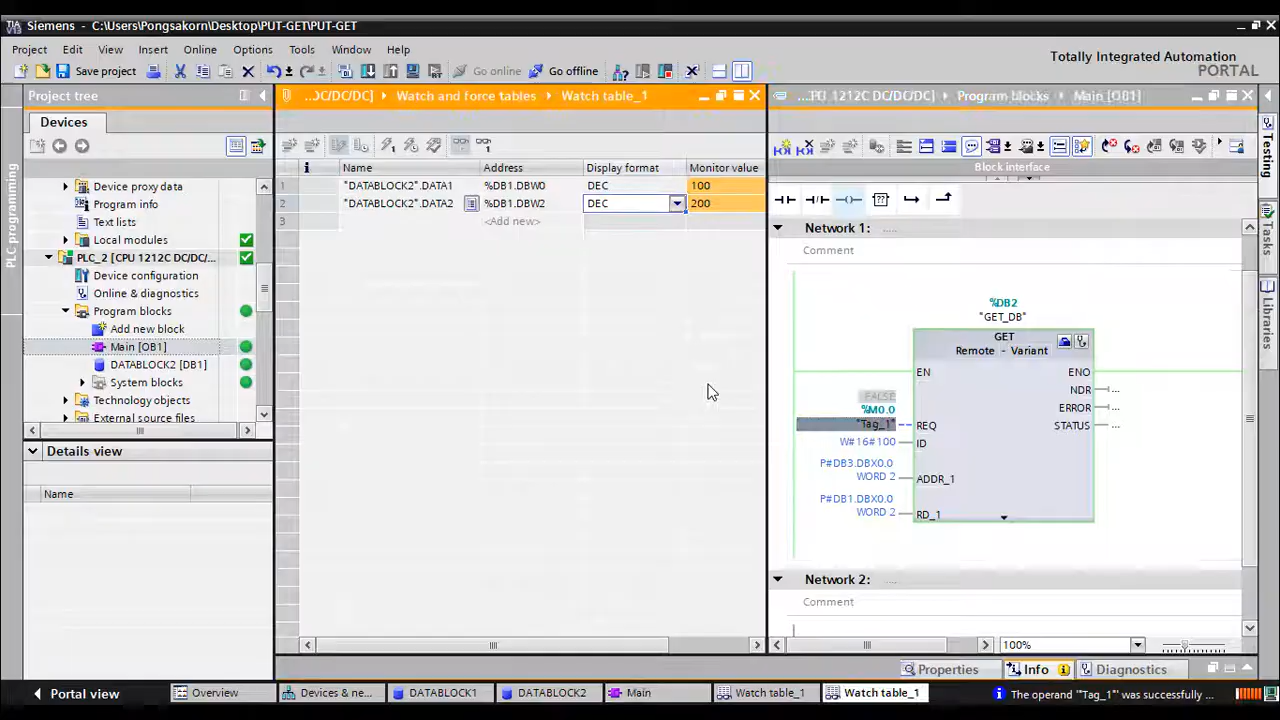 TIA V13 Siemens - C:\Users\Pongsakorn\Desktop\PUT-GET\PUT-GET
Project Edit View Insert Online Options Tools Window Help
Totally Integrated Automation
PORTAL
Save project
Go online
Go offline
Project tree
Devices
Device proxy data
Program info
Text lists
Local modules
PLC_2 [CPU 1212C DC/DC/...
Device configuration
Online & diagnostics
Program blocks
Add new block
Main [OB1]
DATABLOCK2 [DB1]
System blocks
Technology objects
External source files
Details view
Name
PLC programming
...DC/DC/DC] Watch and force tables Watch table_1
i Name Address Display format Monitor value
1 "DATABLOCK2".DATA1 %DB1.DBW0 DEC 100
2 "DATABLOCK2".DATA2 %DB1.DBW2 DEC 200
3 <Add new>
Program blocks Main [OB1]
Block interface
Network 1: .....
Comment
%DB2
"GET_DB"
GET
Remote - Variant
EN ENO
NDR ...
FALSE
%M0.0
"Tag_1" REQ
ERROR ...
STATUS ...
W#16#100 ID
P#DB3.DBX0.0
WORD 2 ADDR_1
P#DB1.DBX0.0
WORD 2 RD_1
Network 2: .....
Comment
100%
Testing
Tasks
Libraries
Properties
Info
Diagnostics
Portal view
Overview
Devices & ne...
DATABLOCK1
DATABLOCK2
Main
Watch table_1
Watch table_1
The operand '"Tag_1"' was successfully ...